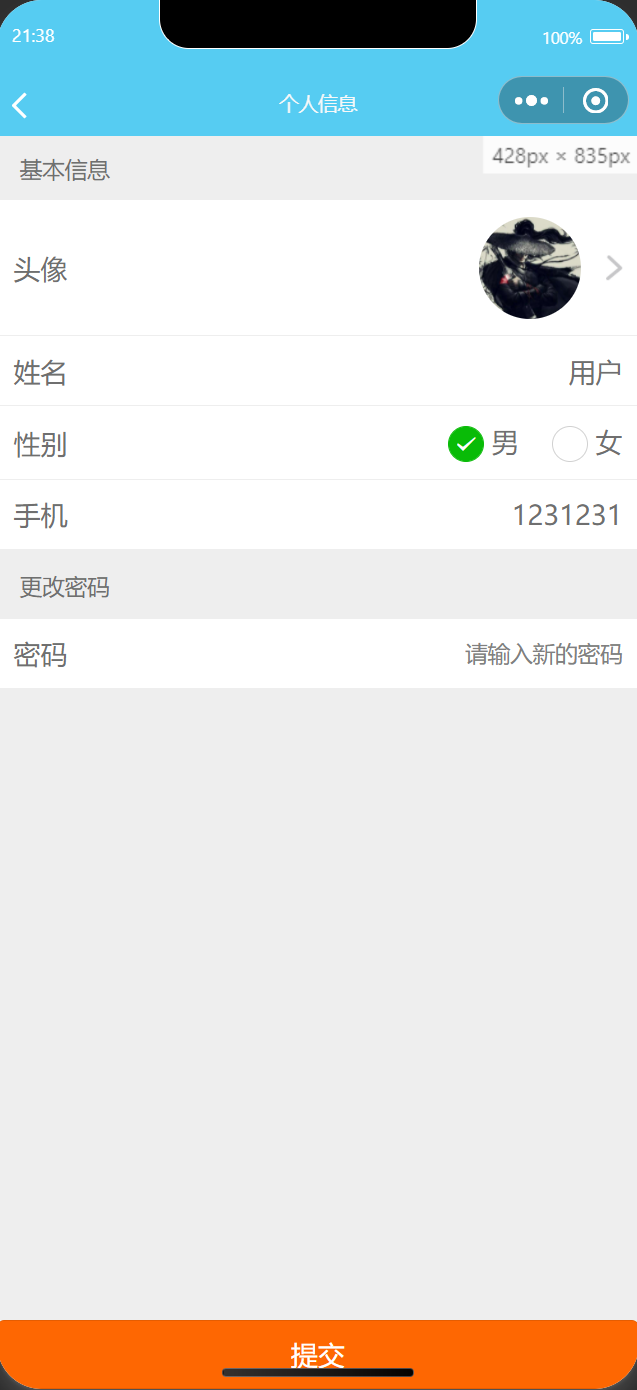 21:38
100%
个人信息
428px × 835px
基本信息
头像
姓名 用户
性别 男 女
手机 1231231
更改密码
密码 请输入新的密码
提交